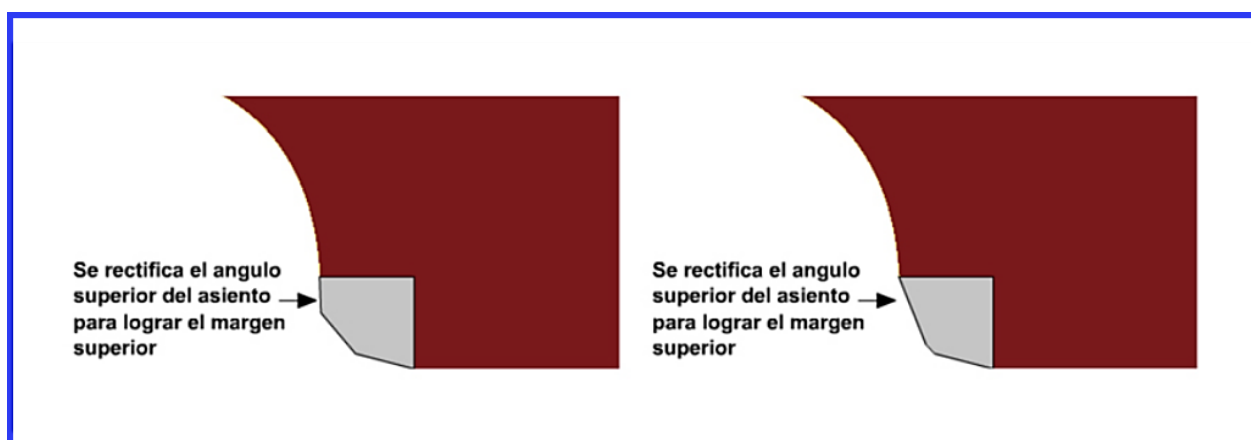 Se rectifica el angulo
superior del asiento
para lograr el margen
superior
Se rectifica el angulo
superior del asiento
para lograr el margen
superior